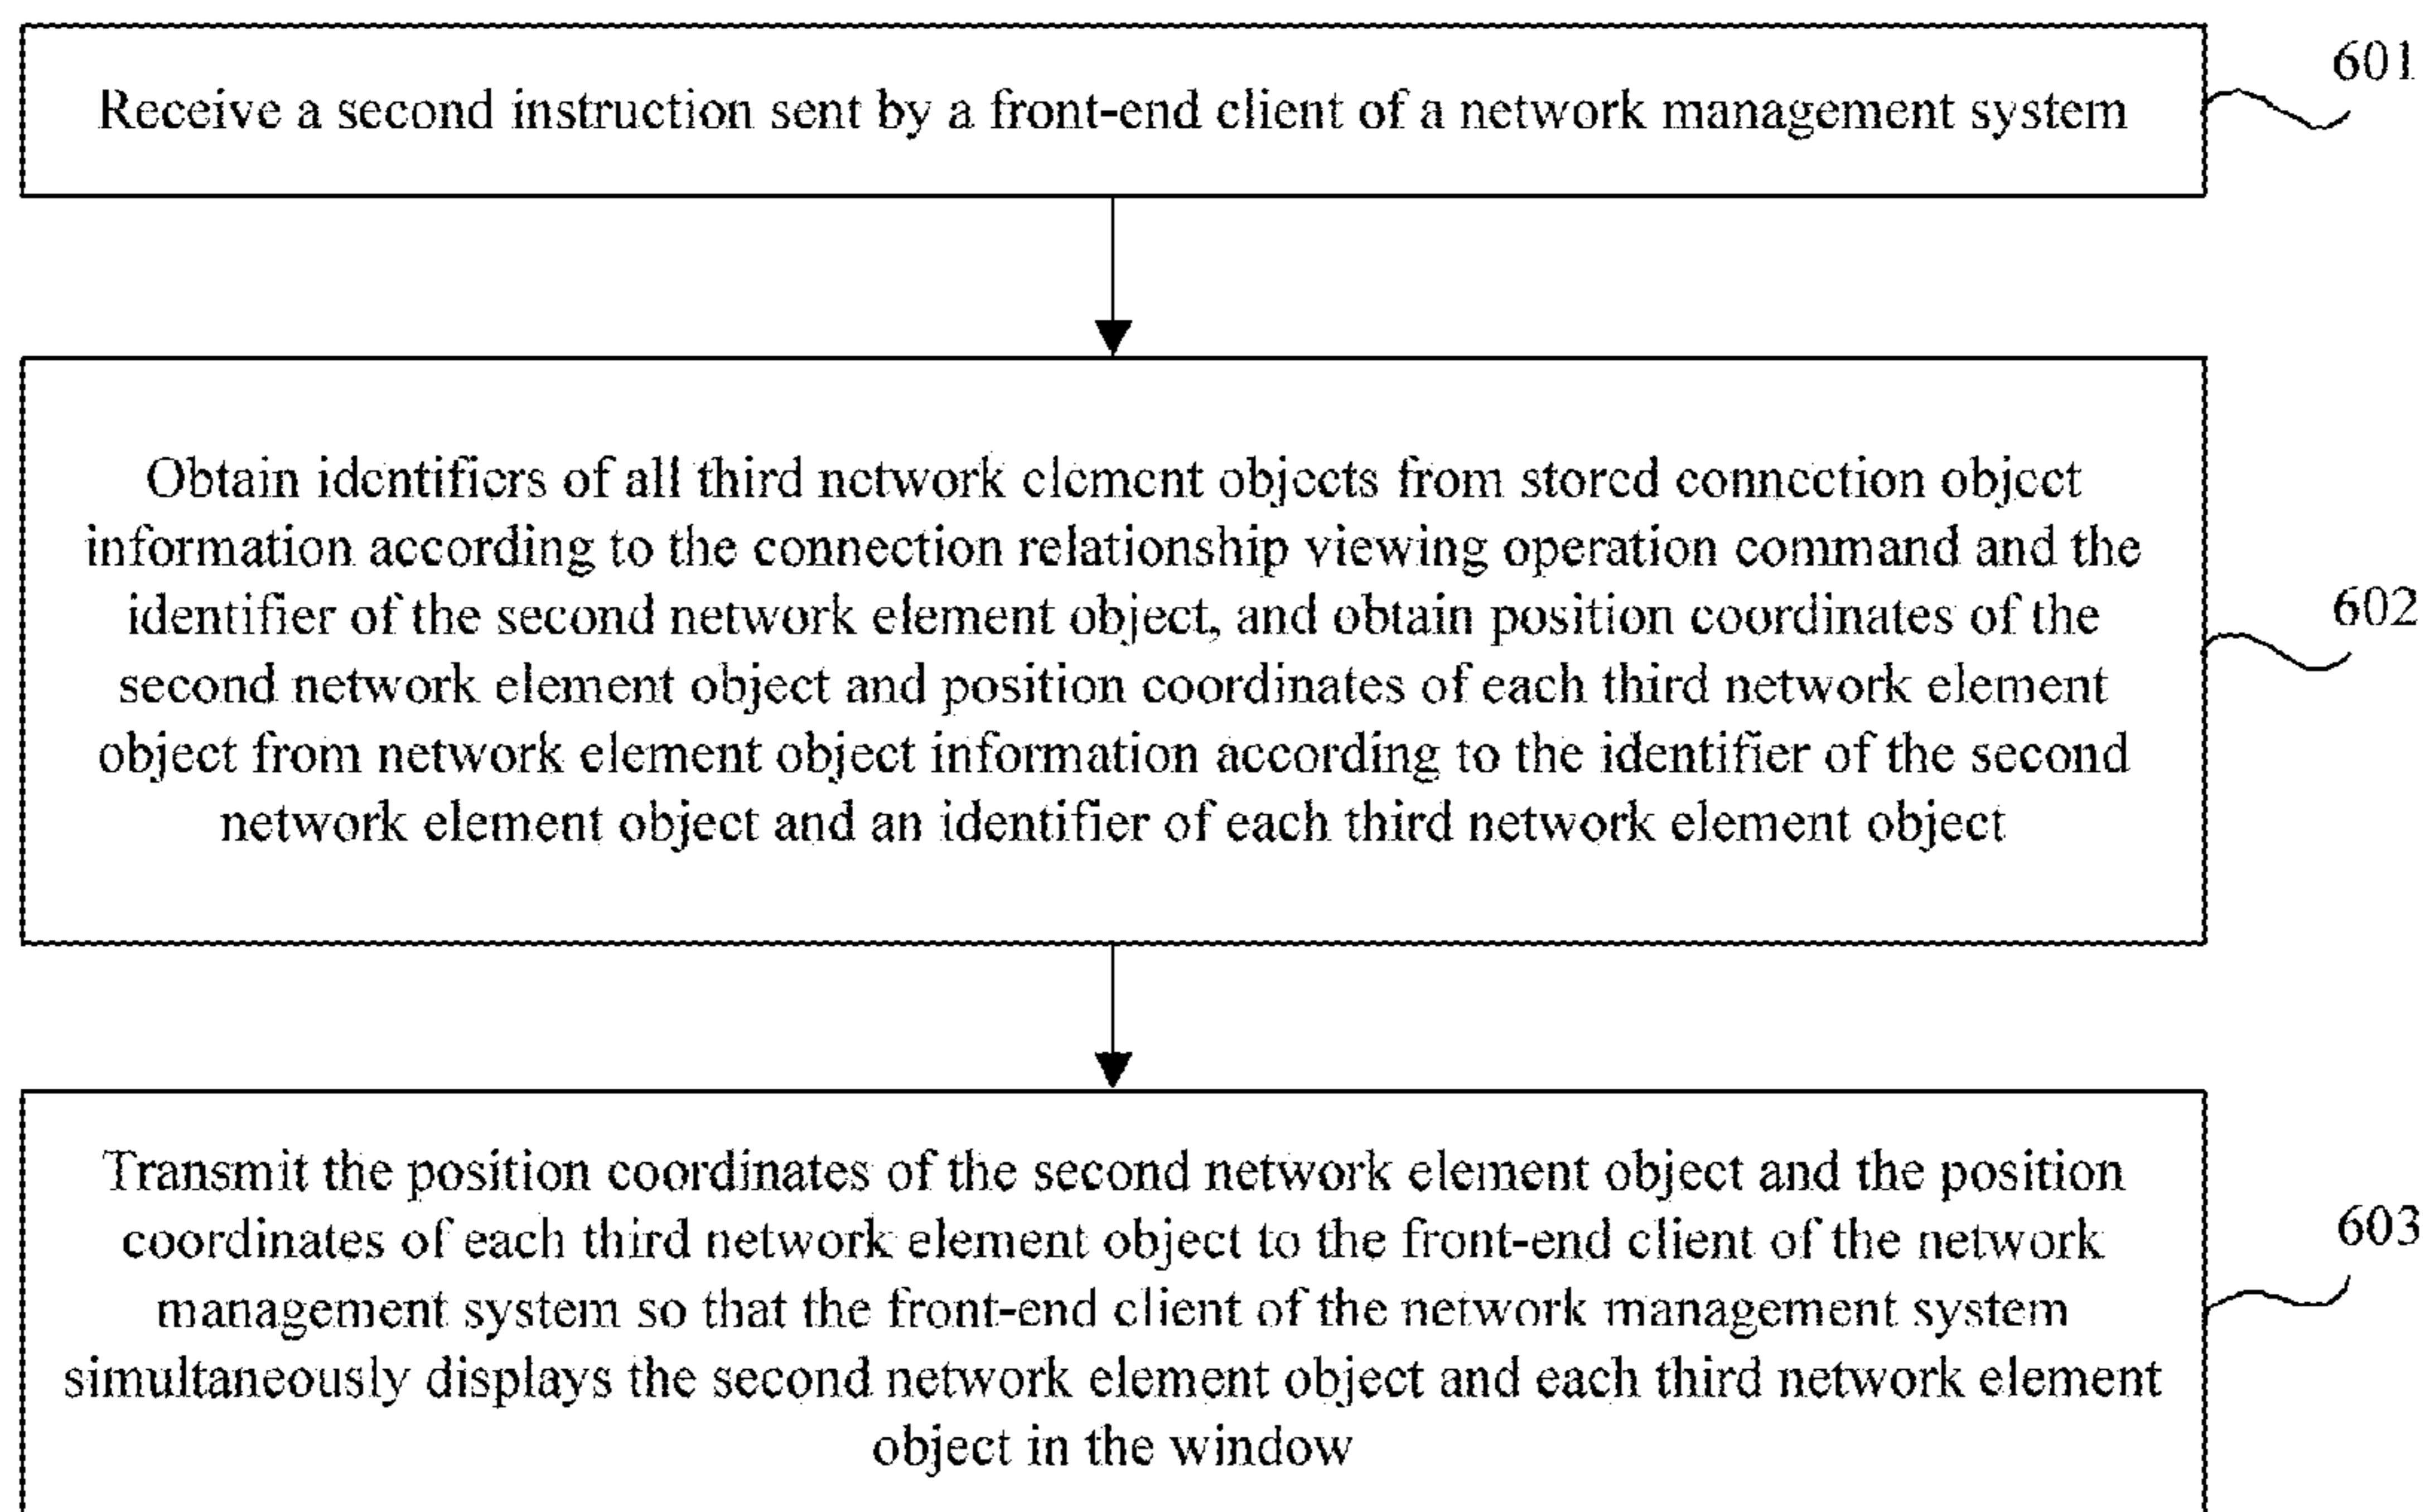 Receive a second instruction sent by a front-end client of a network management system
601
Obtain identifiers of all third network element objects from stored connection object
information according to the connection relationship viewing operation command and the
identifier of the second network element object, and obtain position coordinates of the
second network element object and position coordinates of each third network element
object from network element object information according to the identifier of the second
network element object and an identifier of each third network element object
602
Transmit the position coordinates of the second network element object and the position
coordinates of each third network element object to the front-end client of the network
management system so that the front-end client of the network management system
simultaneously displays the second network element object and each third network element
object in the window
603